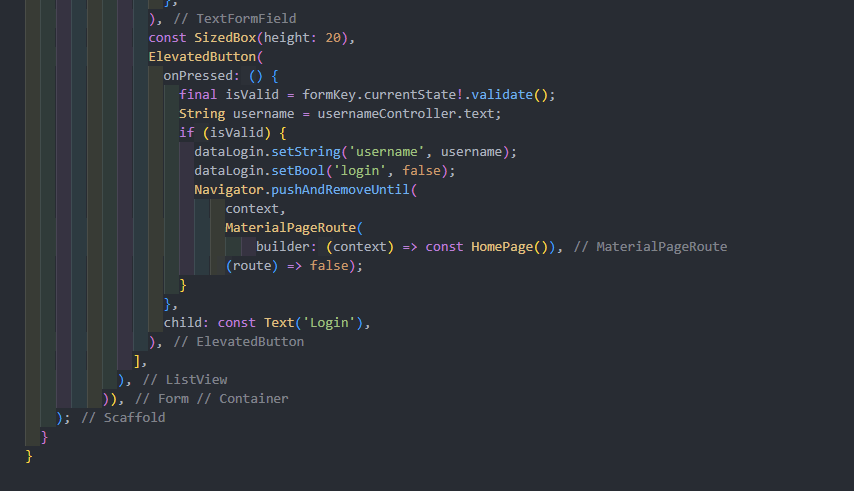 },
), // TextFormField
const SizedBox(height: 20),
ElevatedButton(
onPressed: () {
final isValid = formKey.currentState!.validate();
String username = usernameController.text;
if (isValid) {
dataLogin.setString('username', username);
dataLogin.setBool('login', false);
Navigator.pushAndRemoveUntil(
context,
MaterialPageRoute(
builder: (context) => const HomePage()), // MaterialPageRoute
(route) => false);
}
},
child: const Text('Login'),
), // ElevatedButton
],
), // ListView
)), // Form // Container
); // Scaffold
}
}